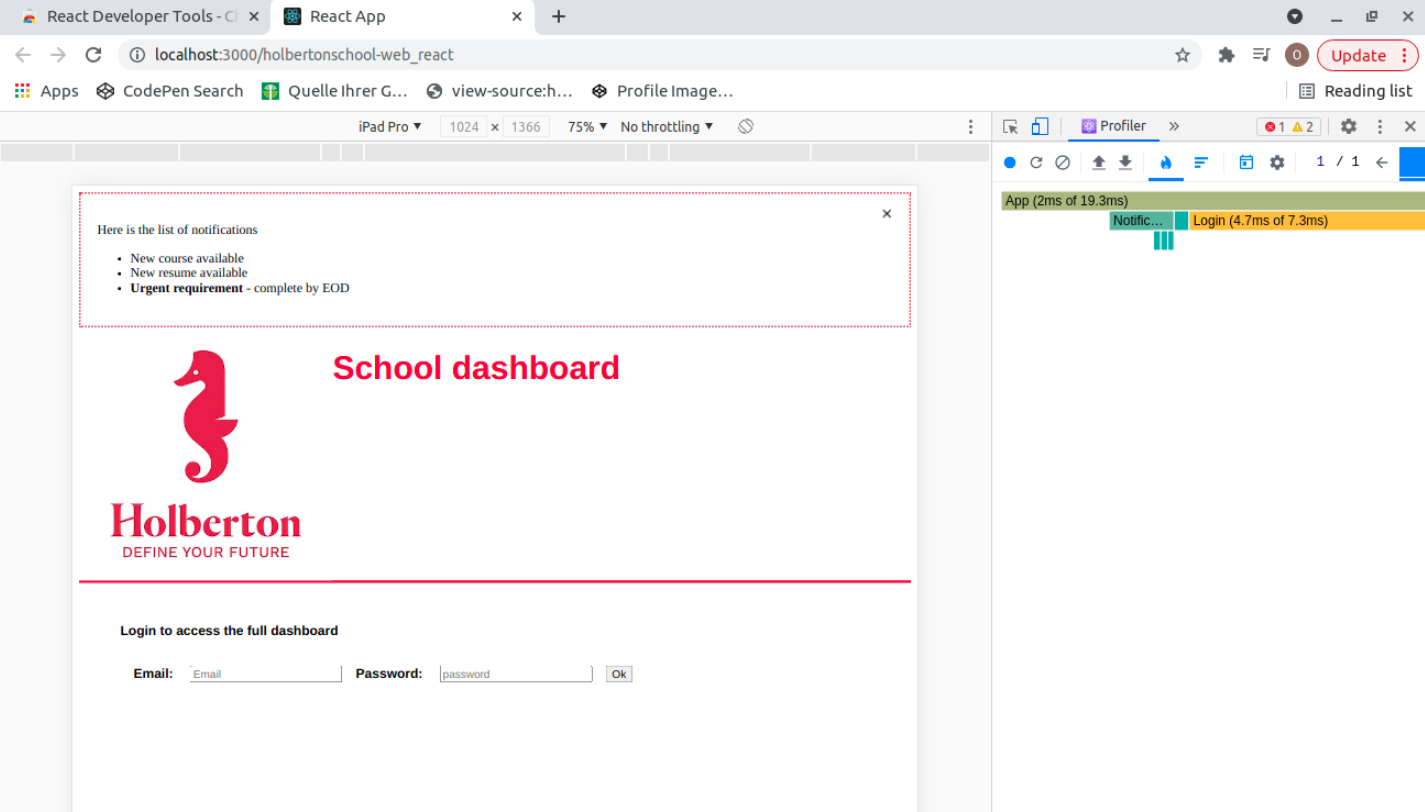 React Developer Tools - Ch
React App
localhost:3000/holbertonschool-web_react
O
Update
Apps
CodePen Search
Quelle Ihrer G...
view-source:h...
Profile Image...
Reading list
iPad Pro
1024 x 1366
75%
No throttling
Profiler
1 2
1 / 1
App (2ms of 19.3ms)
Notific...
Login (4.7ms of 7.3ms)
Here is the list of notifications
New course available
New resume available
Urgent requirement - complete by EOD
School dashboard
Holberton
DEFINE YOUR FUTURE
Login to access the full dashboard
Email: Email Password: password Ok